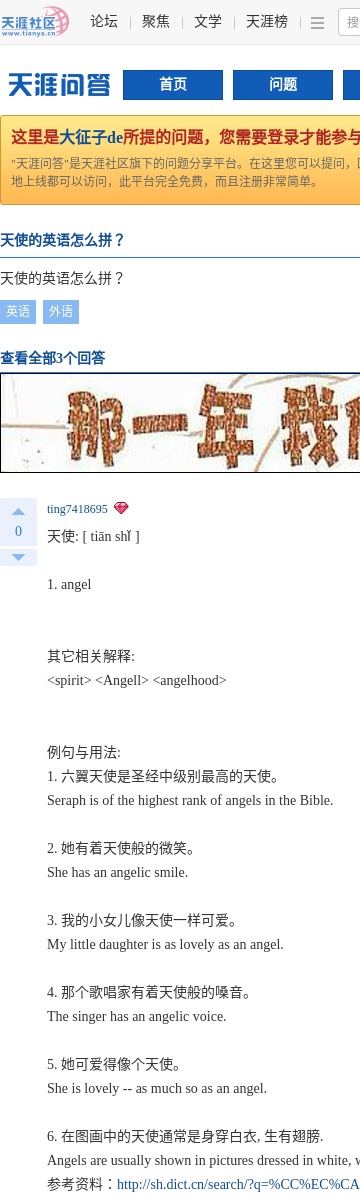 天涯社区
www.tianya.cn
论坛 聚焦 文学 天涯榜 搜
天涯问答 首页 问题
这里是大征子de所提的问题，您需要登录才能参与
"天涯问答"是天涯社区旗下的问题分享平台。在这里您可以提问，
地上线都可以访问，此平台完全免费，而且注册非常简单。
天使的英语怎么拼？
天使的英语怎么拼？
英语 外语
查看全部3个回答
那一年 我
ting7418695
0
天使: [ tiān shǐ ]
1. angel
其它相关解释:
<spirit> <Angell> <angelhood>
例句与用法:
1. 六翼天使是圣经中级别最高的天使。
Seraph is of the highest rank of angels in the Bible.
2. 她有着天使般的微笑。
She has an angelic smile.
3. 我的小女儿像天使一样可爱。
My little daughter is as lovely as an angel.
4. 那个歌唱家有着天使般的嗓音。
The singer has an angelic voice.
5. 她可爱得像个天使。
She is lovely -- as much so as an angel.
6. 在图画中的天使通常是身穿白衣, 生有翅膀.
Angels are usually shown in pictures dressed in white, w
参考资料：http://sh.dict.cn/search/?q=%CC%EC%CA